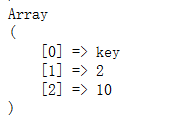 Array
(
    [0] => key
    [1] => 2
    [2] => 10
)